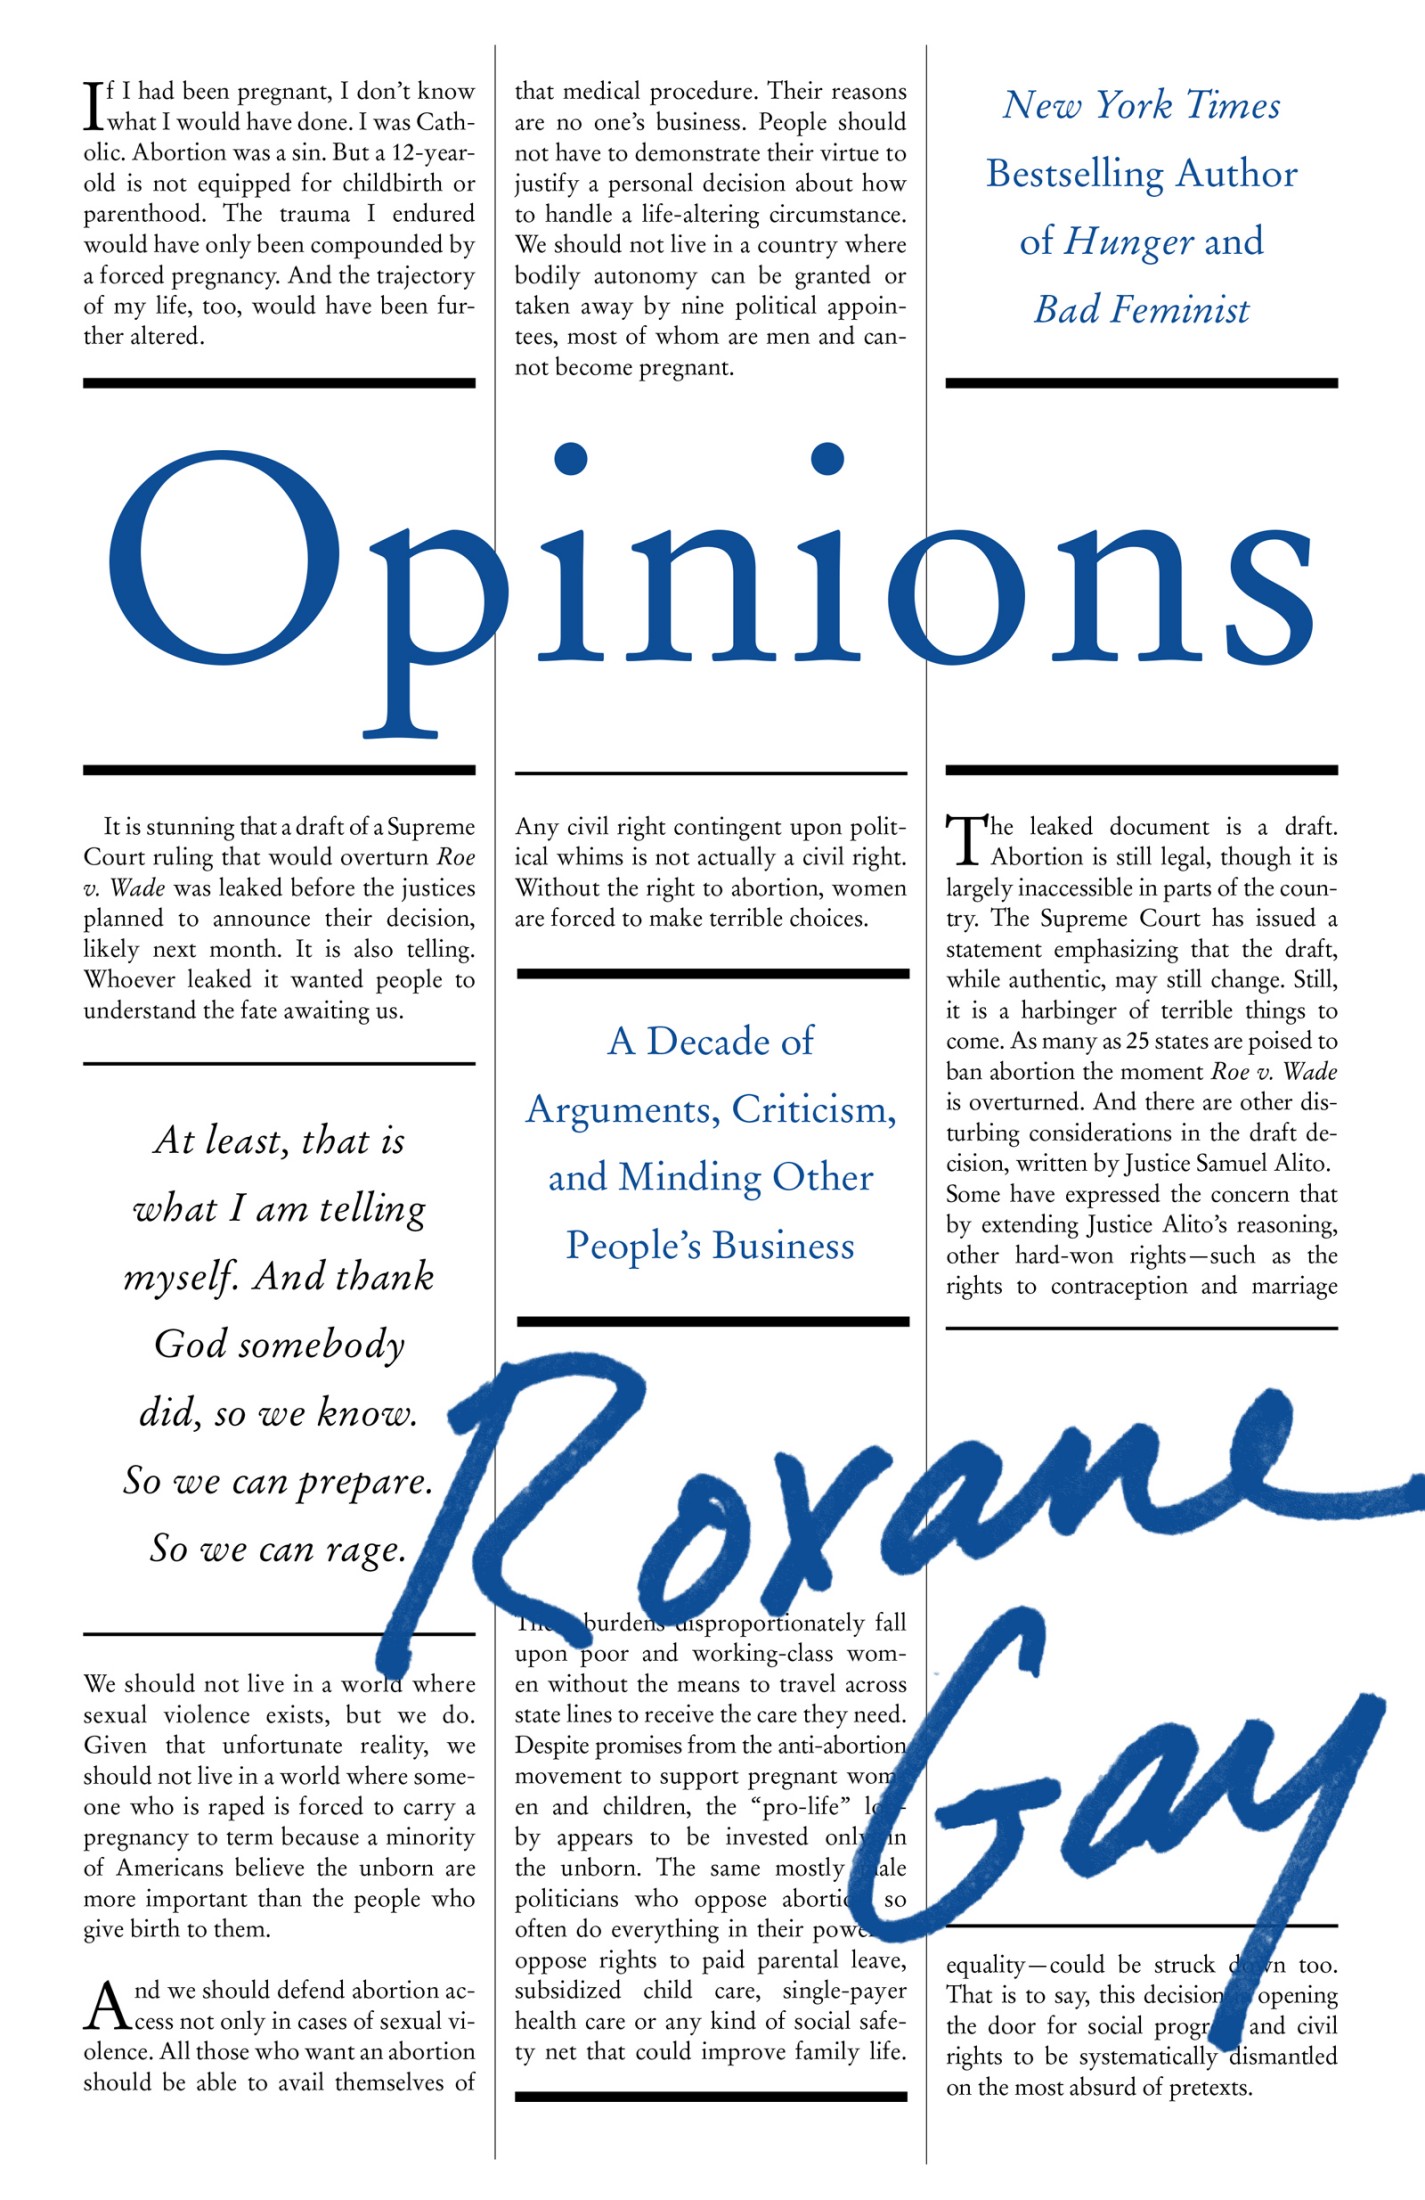 If I had been pregnant, I don’t know
what I would have done. I was Cath-
olic. Abortion was a sin. But a 12-year-
old is not equipped for childbirth or
parenthood. The trauma I endured
would have only been compounded by
a forced pregnancy. And the trajectory
of my life, too, would have been fur-
ther altered.
that medical procedure. Their reasons
are no one’s business. People should
not have to demonstrate their virtue to
justify a personal decision about how
to handle a life-altering circumstance.
We should not live in a country where
bodily autonomy can be granted or
taken away by nine political appoin-
tees, most of whom are men and can-
not become pregnant.
New York Times
Bestselling Author
of Hunger and
Bad Feminist
Opinions
It is stunning that a draft of a Supreme
Court ruling that would overturn Roe
v. Wade was leaked before the justices
planned to announce their decision,
likely next month. It is also telling.
Whoever leaked it wanted people to
understand the fate awaiting us.
At least, that is
what I am telling
myself. And thank
God somebody
did, so we know.
So we can prepare.
So we can rage.
We should not live in a world where
sexual violence exists, but we do.
Given that unfortunate reality, we
should not live in a world where some-
one who is raped is forced to carry a
pregnancy to term because a minority
of Americans believe the unborn are
more important than the people who
give birth to them.
And we should defend abortion ac-
cess not only in cases of sexual vi-
olence. All those who want an abortion
should be able to avail themselves of
Any civil right contingent upon polit-
ical whims is not actually a civil right.
Without the right to abortion, women
are forced to make terrible choices.
A Decade of
Arguments, Criticism,
and Minding Other
People’s Business
Roxane
Gay
burdens disproportionately fall
upon poor and working-class wom-
en without the means to travel across
state lines to receive the care they need.
Despite promises from the anti-abortion
movement to support pregnant wom-
en and children, the “pro-life” lob-
by appears to be invested only in
the unborn. The same mostly male
politicians who oppose abortion so
often do everything in their power
oppose rights to paid parental leave,
subsidized child care, single-payer
health care or any kind of social safe-
ty net that could improve family life.
The leaked document is a draft.
Abortion is still legal, though it is
largely inaccessible in parts of the coun-
try. The Supreme Court has issued a
statement emphasizing that the draft,
while authentic, may still change. Still,
it is a harbinger of terrible things to
come. As many as 25 states are poised to
ban abortion the moment Roe v. Wade
is overturned. And there are other dis-
turbing considerations in the draft de-
cision, written by Justice Samuel Alito.
Some have expressed the concern that
by extending Justice Alito’s reasoning,
other hard-won rights—such as the
rights to contraception and marriage
equality—could be struck down too.
That is to say, this decision is opening
the door for social progress and civil
rights to be systematically dismantled
on the most absurd of pretexts.